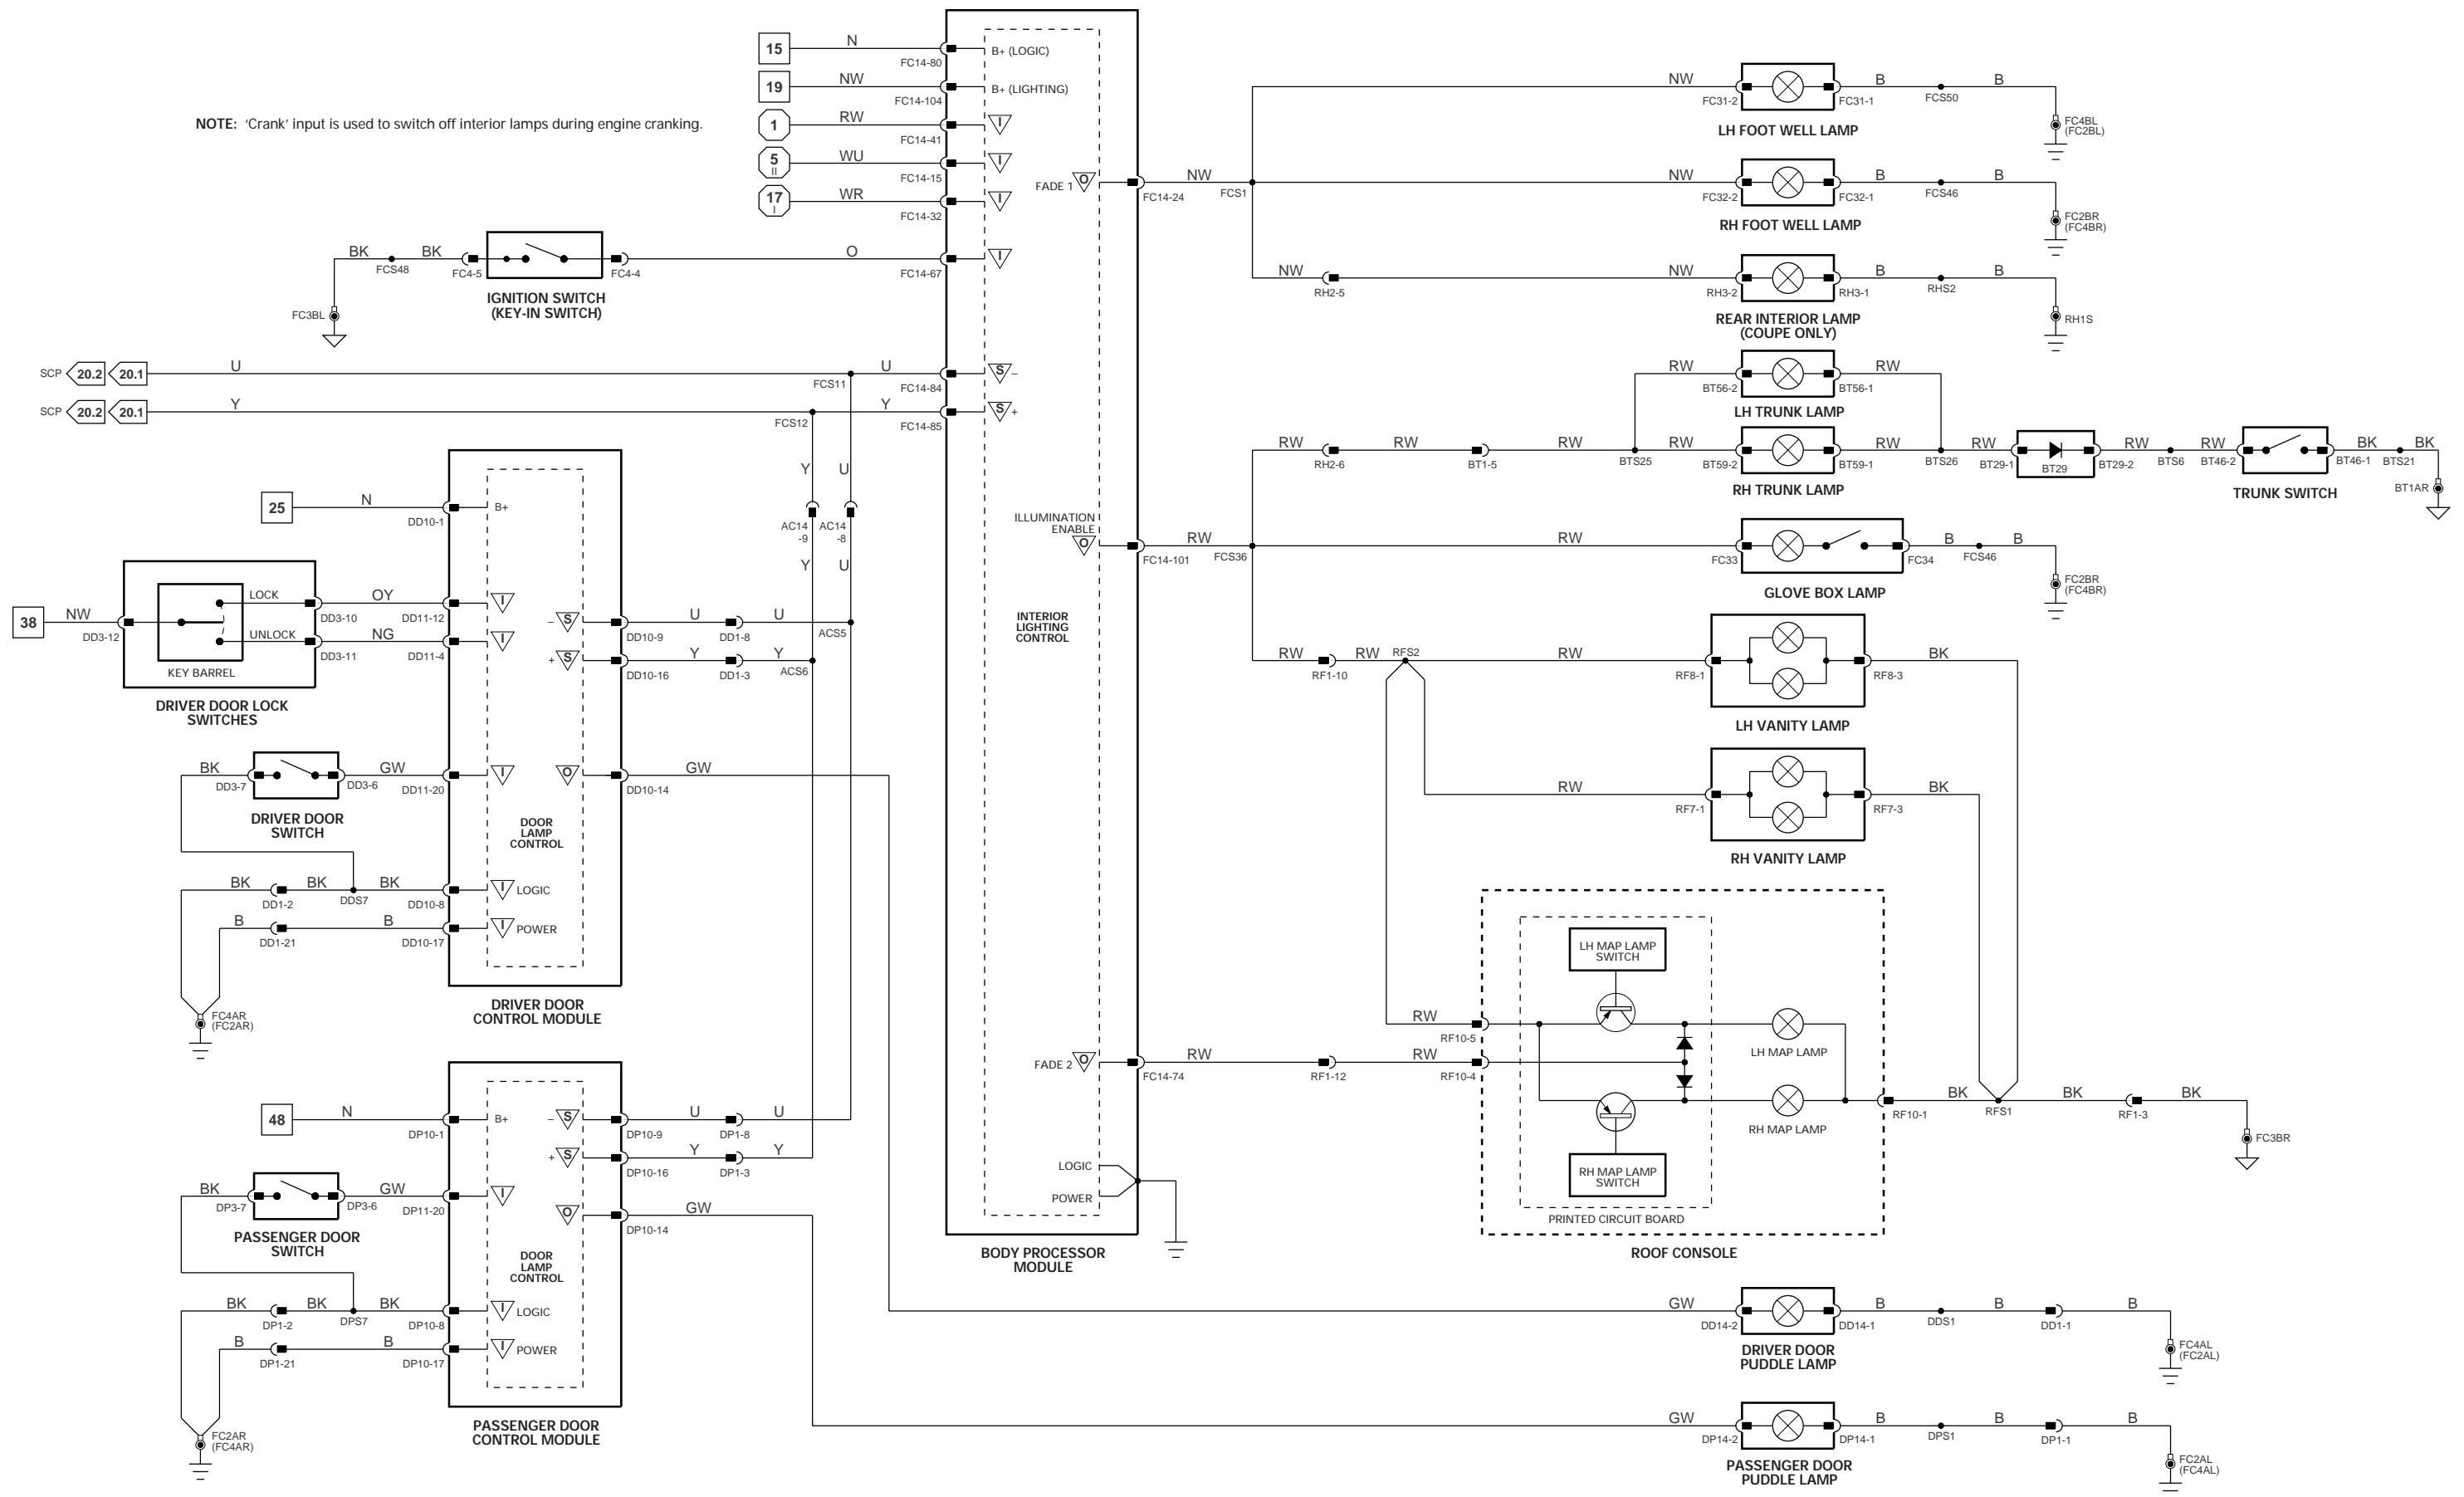 NOTE: ‘Crank’ input is used to switch off interior lamps during engine cranking.
15
N
FC14-80
B+ (LOGIC)
19
NW
FC14-104
B+ (LIGHTING)
1
RW
FC14-41
I
5
II
WU
FC14-15
I
17
I
WR
FC14-32
I
BK
FCS48
BK
FC4-5
FC4-4
O
FC14-67
I
FC3BL
IGNITION SWITCH
(KEY-IN SWITCH)
SCP
20.2
20.1
U
FCS11
U
FC14-84
S
–
SCP
20.2
20.1
Y
FCS12
Y
FC14-85
S
+
Y
U
AC14
-9
AC14
-8
Y
U
25
N
DD10-1
B+
38
NW
DD3-12
LOCK
UNLOCK
KEY BARREL
DD3-10
OY
DD11-12
I
DD3-11
NG
DD11-4
I
DRIVER DOOR LOCK
SWITCHES
–
S
DD10-9
U
DD1-8
U
ACS5
+
S
DD10-16
Y
DD1-3
Y
ACS6
BK
DD3-7
DD3-6
GW
DD11-20
I
DRIVER DOOR
SWITCH
O
DD10-14
GW
DOOR
LAMP
CONTROL
BK
DD1-2
BK
DDS7
BK
DD10-8
I
LOGIC
B
DD1-21
B
DD10-17
I
POWER
FC4AR
(FC2AR)
DRIVER DOOR
CONTROL MODULE
48
N
DP10-1
B+
–
S
DP10-9
U
DP1-8
U
+
S
DP10-16
Y
DP1-3
Y
BK
DP3-7
DP3-6
GW
DP11-20
I
PASSENGER DOOR
SWITCH
O
DP10-14
GW
DOOR
LAMP
CONTROL
BK
DP1-2
BK
DPS7
BK
DP10-8
I
LOGIC
B
DP1-21
B
DP10-17
I
POWER
FC2AR
(FC4AR)
PASSENGER DOOR
CONTROL MODULE
FADE 1
O
FC14-24
NW
FCS1
ILLUMINATION
ENABLE
O
FC14-101
RW
FCS36
INTERIOR
LIGHTING
CONTROL
FADE 2
O
FC14-74
RW
RF1-12
RW
RF10-4
LOGIC
POWER
BODY PROCESSOR
MODULE
NW
FC31-2
FC31-1
B
FCS50
B
FC4BL
(FC2BL)
LH FOOT WELL LAMP
NW
FC32-2
FC32-1
B
FCS46
B
FC2BR
(FC4BR)
RH FOOT WELL LAMP
NW
RH2-5
NW
RH3-2
RH3-1
B
RHS2
B
RH1S
REAR INTERIOR LAMP
(COUPE ONLY)
RW
BT56-2
BT56-1
RW
LH TRUNK LAMP
RW
RH2-6
RW
BT1-5
RW
BTS25
RW
BT59-2
BT59-1
RW
BTS26
RW
BT29-1
BT29
BT29-2
RW
BTS6
RW
BT46-2
BT46-1
BK
BTS21
BK
BT1AR
RH TRUNK LAMP
TRUNK SWITCH
RW
FC33
FC34
B
FCS46
B
FC2BR
(FC4BR)
GLOVE BOX LAMP
RW
RF1-10
RW
RFS2
RW
RF8-1
RF8-3
BK
LH VANITY LAMP
RW
RF7-1
RF7-3
BK
RH VANITY LAMP
LH MAP LAMP
SWITCH
RW
RF10-5
LH MAP LAMP
RH MAP LAMP
RF10-1
BK
RFS1
BK
RF1-3
BK
FC3BR
RH MAP LAMP
SWITCH
PRINTED CIRCUIT BOARD
ROOF CONSOLE
GW
DD14-2
DD14-1
B
DDS1
B
DD1-1
B
FC4AL
(FC2AL)
DRIVER DOOR
PUDDLE LAMP
GW
DP14-2
DP14-1
B
DPS1
B
DP1-1
B
FC2AL
(FC4AL)
PASSENGER DOOR
PUDDLE LAMP